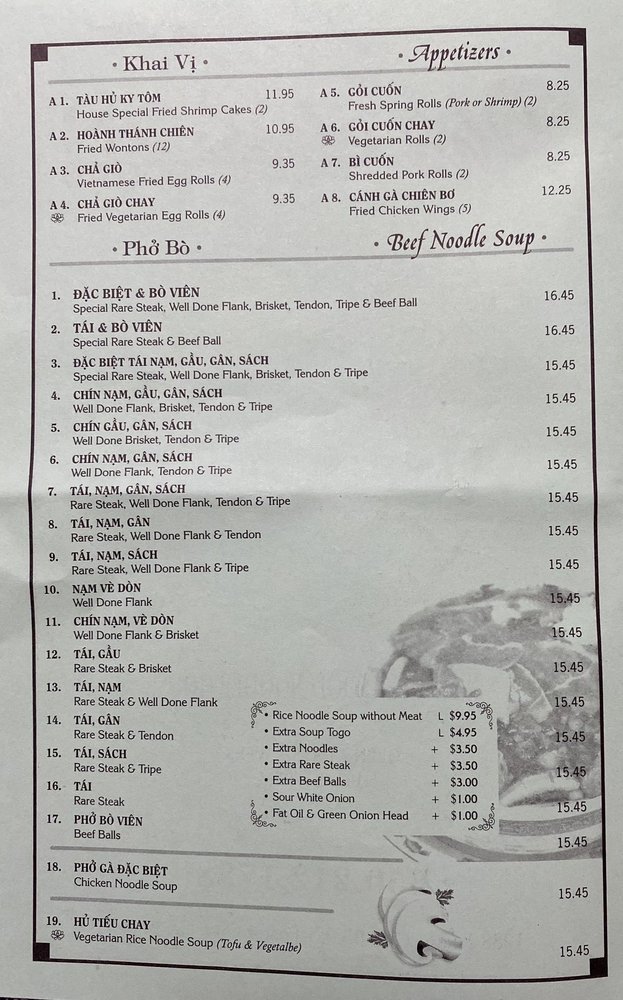 • Khai Vị •
• Appetizers •
A 1. TÀU HỦ KY TÔM 11.95
House Special Fried Shrimp Cakes (2)
A 2. HOÀNH THÁNH CHIÊN 10.95
Fried Wontons (12)
A 3. CHẢ GIÒ 9.35
Vietnamese Fried Egg Rolls (4)
A 4. CHẢ GIÒ CHAY 9.35
Fried Vegetarian Egg Rolls (4)
A 5. GỎI CUỐN 8.25
Fresh Spring Rolls (Pork or Shrimp) (2)
A 6. GỎI CUỐN CHAY 8.25
Vegetarian Rolls (2)
A 7. BÌ CUỐN 8.25
Shredded Pork Rolls (2)
A 8. CÁNH GÀ CHIÊN BƠ 12.25
Fried Chicken Wings (5)
• Phở Bò •
• Beef Noodle Soup •
1. ĐẶC BIỆT & BÒ VIÊN 16.45
Special Rare Steak, Well Done Flank, Brisket, Tendon, Tripe & Beef Ball
2. TÁI & BÒ VIÊN 16.45
Special Rare Steak & Beef Ball
3. ĐẶC BIỆT TÁI NẠM, GẦU, GÂN, SÁCH 15.45
Special Rare Steak, Well Done Flank, Brisket, Tendon & Tripe
4. CHÍN NẠM, GẦU, GÂN, SÁCH 15.45
Well Done Flank, Brisket, Tendon & Tripe
5. CHÍN GẦU, GÂN, SÁCH 15.45
Well Done Brisket, Tendon & Tripe
6. CHÍN NẠM, GÂN, SÁCH 15.45
Well Done Flank, Tendon & Tripe
7. TÁI, NẠM, GÂN, SÁCH 15.45
Rare Steak, Well Done Flank, Tendon & Tripe
8. TÁI, NẠM, GÂN 15.45
Rare Steak, Well Done Flank & Tendon
9. TÁI, NẠM, SÁCH 15.45
Rare Steak, Well Done Flank & Tripe
10. NẠM VÈ DÒN 15.45
Well Done Flank
11. CHÍN NẠM, VÈ DÒN 15.45
Well Done Flank & Brisket
12. TÁI, GẦU 15.45
Rare Steak & Brisket
13. TÁI, NẠM 15.45
Rare Steak & Well Done Flank
14. TÁI, GÂN 15.45
Rare Steak & Tendon
15. TÁI, SÁCH 15.45
Rare Steak & Tripe
16. TÁI 15.45
Rare Steak
17. PHỞ BÒ VIÊN 15.45
Beef Balls
• Rice Noodle Soup without Meat L $9.95
• Extra Soup Togo L $4.95
• Extra Noodles + $3.50
• Extra Rare Steak + $3.50
• Extra Beef Balls + $3.00
• Sour White Onion + $1.00
• Fat Oil & Green Onion Head + $1.00
18. PHỞ GÀ ĐẶC BIỆT 15.45
Chicken Noodle Soup
19. HỦ TIẾU CHAY 15.45
Vegetarian Rice Noodle Soup (Tofu & Vegetalbe)